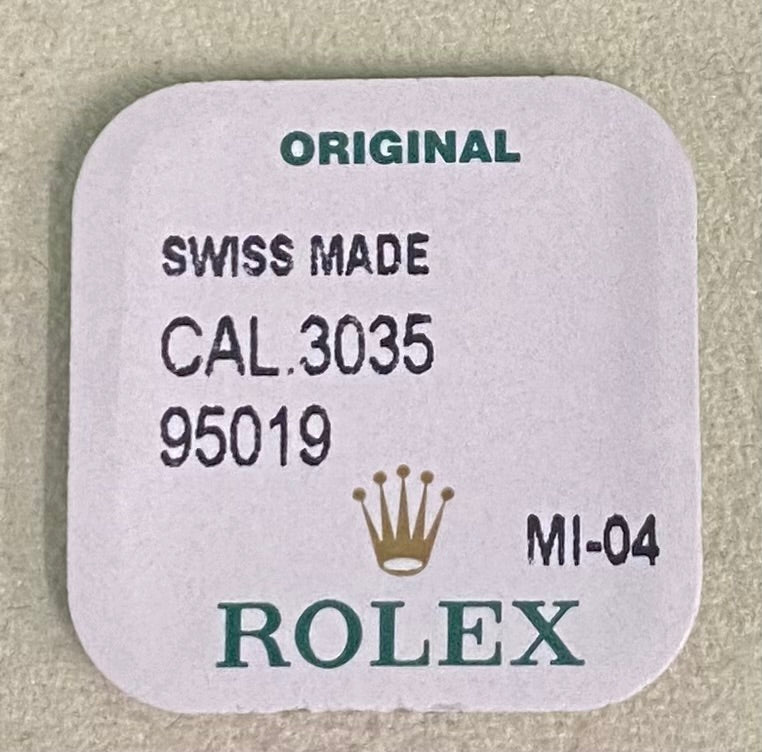 ORIGINAL
SWISS MADE
CAL.3035
95019
MI-04
ROLEX